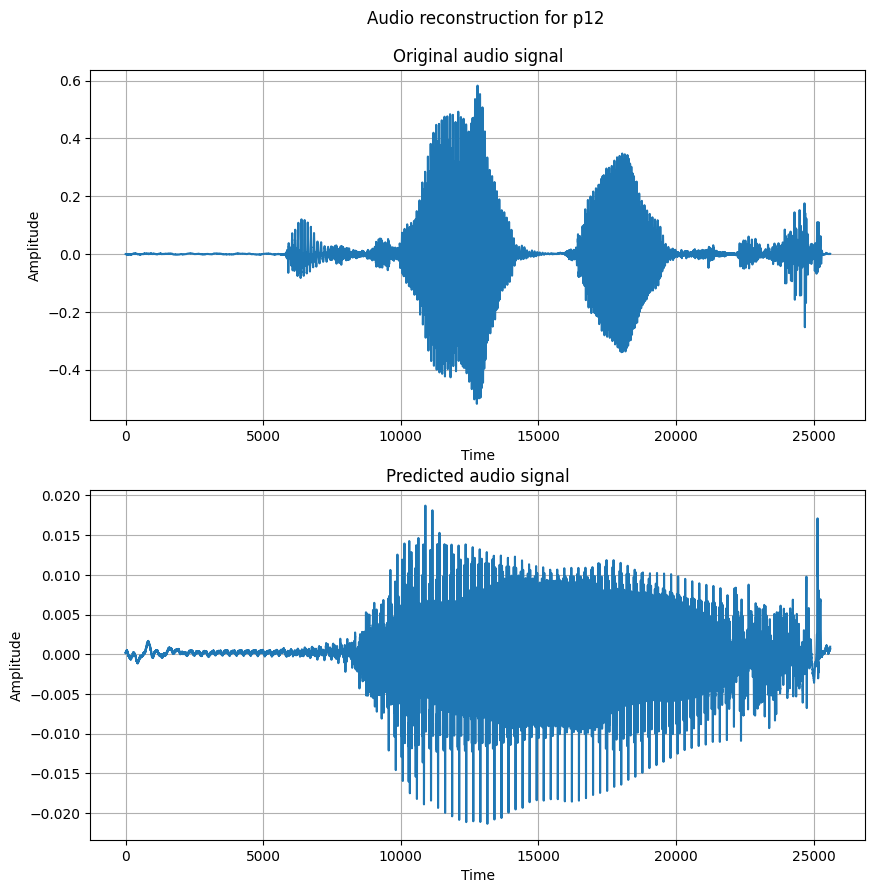 Audio reconstruction for p12
Original audio signal
0.6
0.4
0.2
0.0
−0.2
−0.4
Amplitude
0 5000 10000 15000 20000 25000
Time
Predicted audio signal
0.020
0.015
0.010
0.005
0.000
−0.005
−0.010
−0.015
−0.020
Amplitude
0 5000 10000 15000 20000 25000
Time